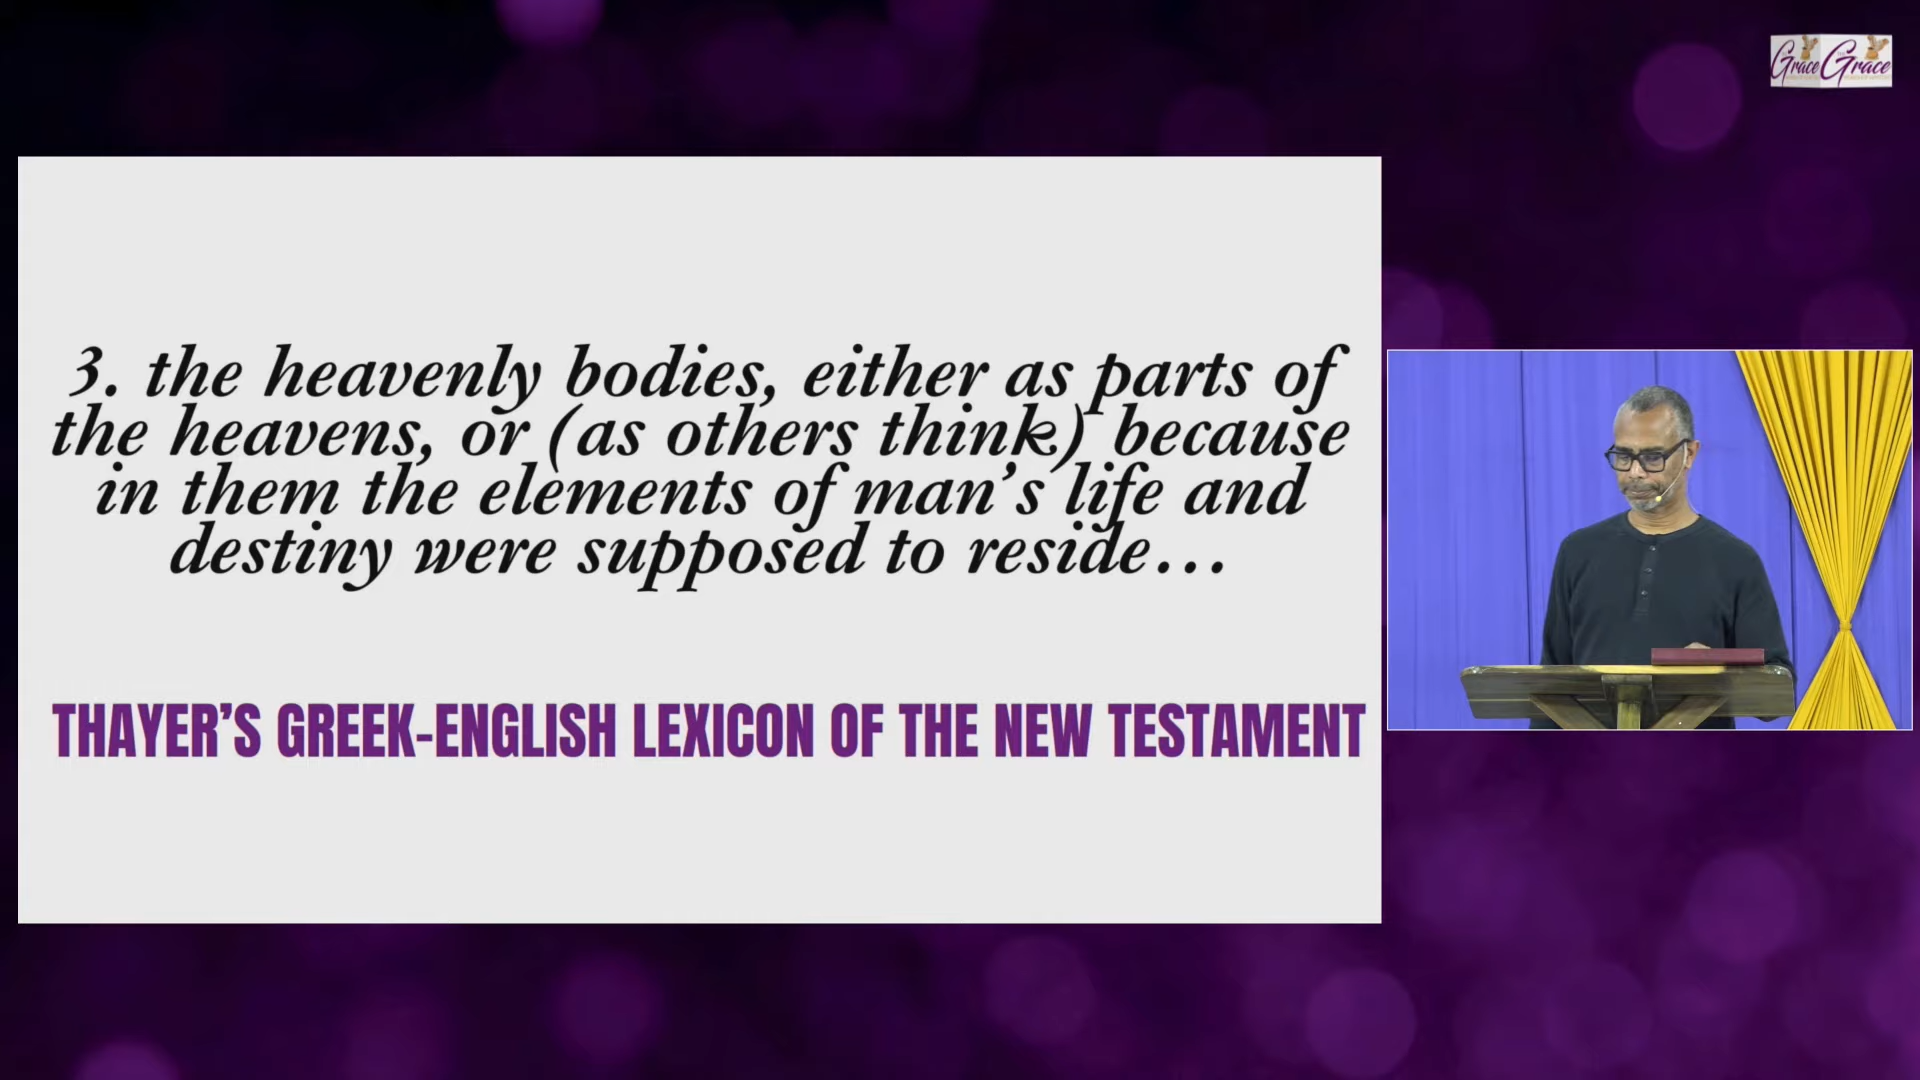 Grace Grace
3. the heavenly bodies, either as parts of
the heavens, or (as others think) because
in them the elements of man’s life and
destiny were supposed to reside…
THAYER’S GREEK-ENGLISH LEXICON OF THE NEW TESTAMENT